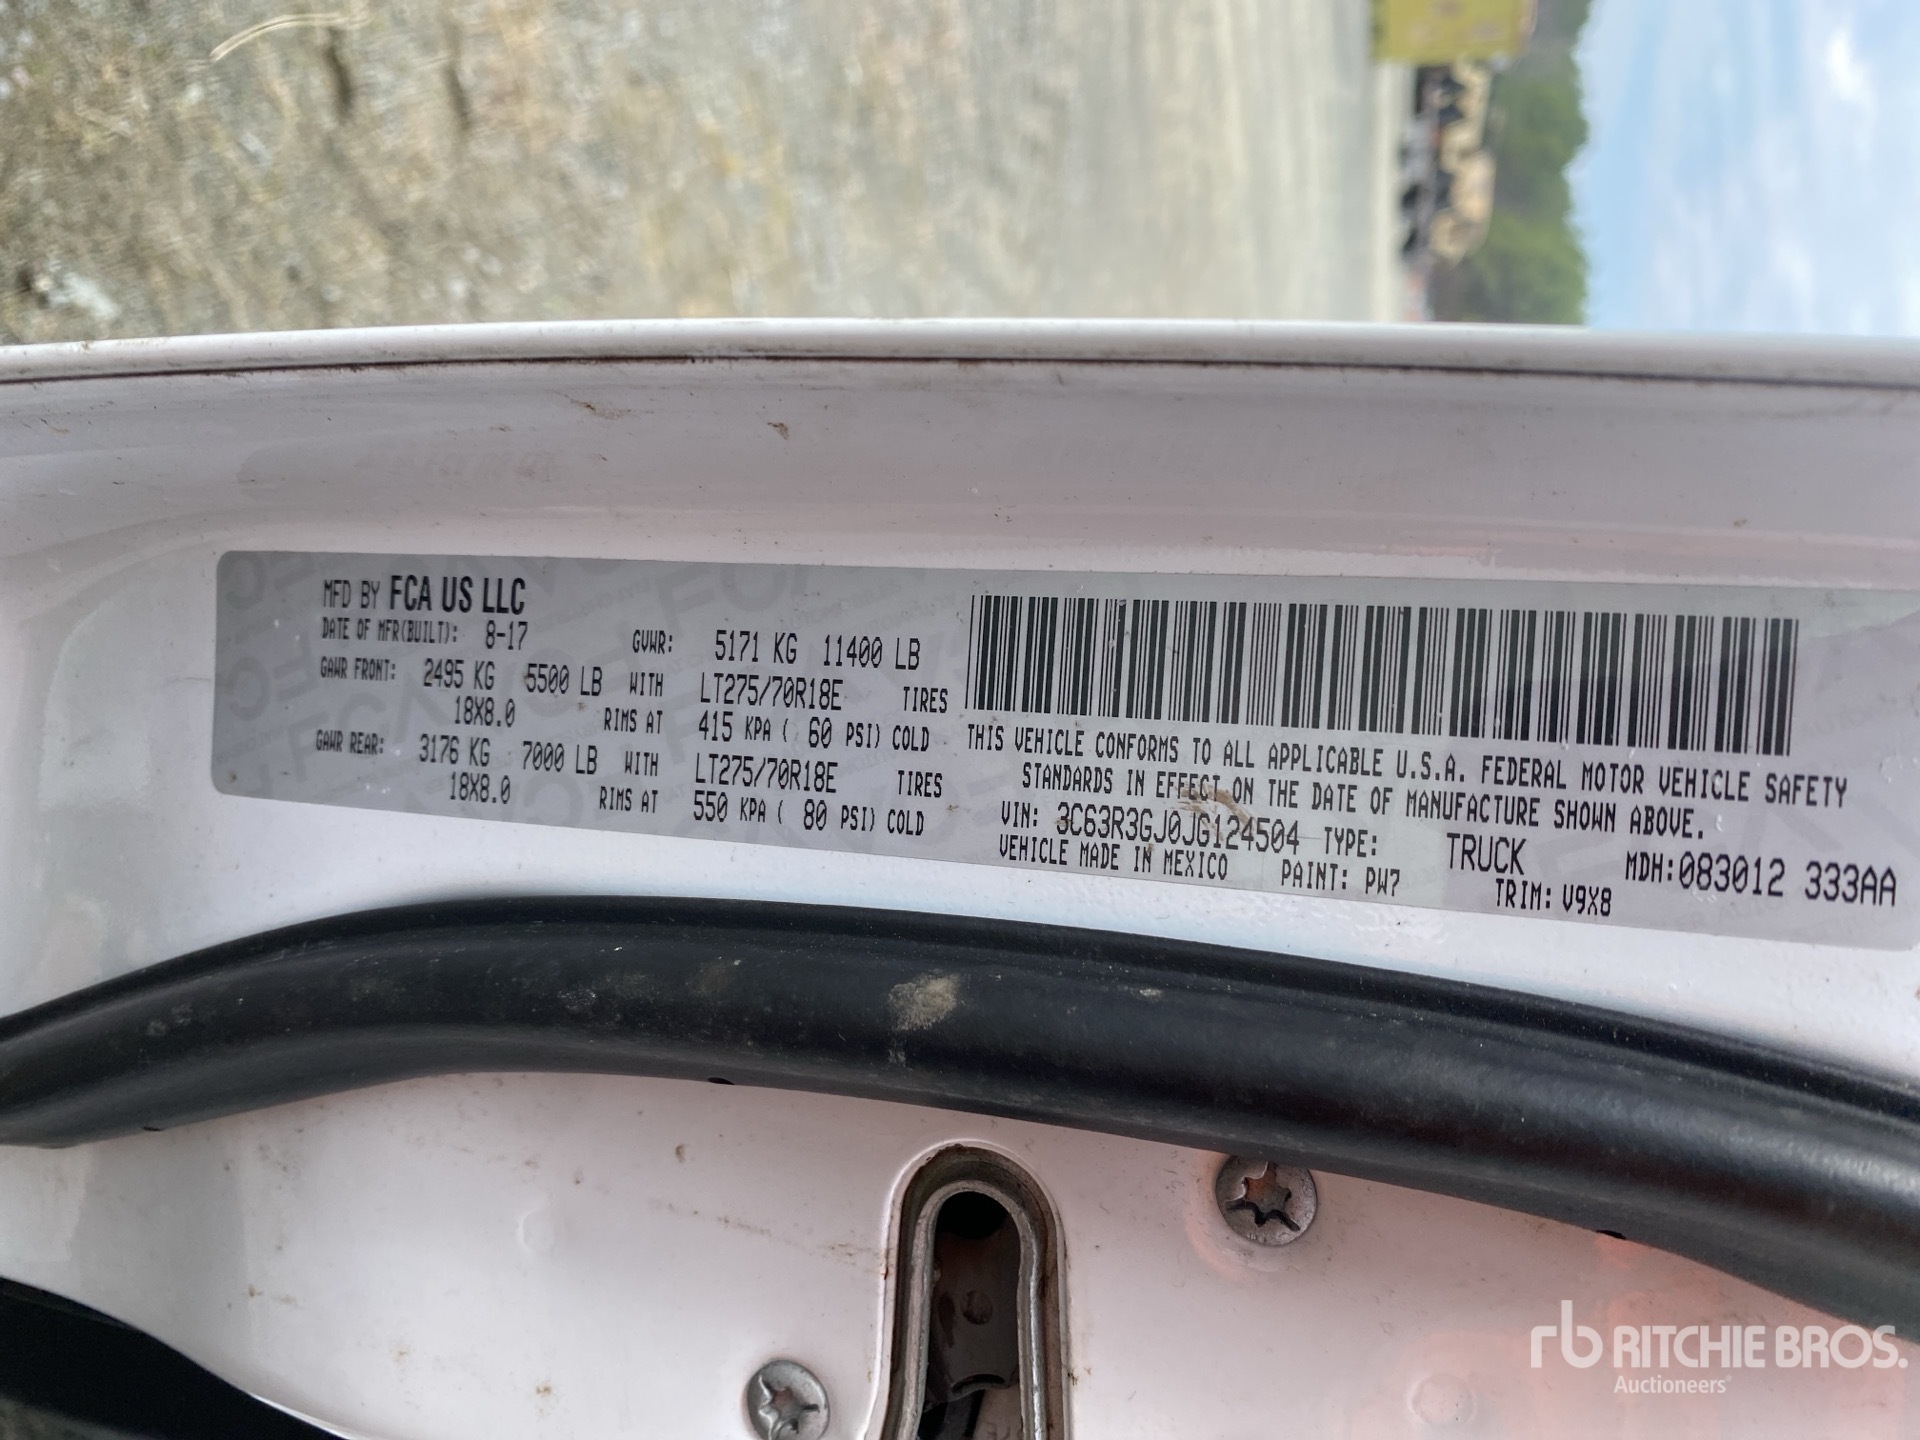 MFD BY FCA US LLC
DATE OF MFR(BUILT): 8-17 GVWR: 5171 KG 11400 LB
GAWR FRONT: 2495 KG 5500 LB WITH LT275/70R18E TIRES
18X8.0 RIMS AT 415 KPA ( 60 PSI) COLD
GAWR REAR: 3176 KG 7000 LB WITH LT275/70R18E TIRES
18X8.0 RIMS AT 550 KPA ( 80 PSI) COLD
THIS VEHICLE CONFORMS TO ALL APPLICABLE U.S.A. FEDERAL MOTOR VEHICLE SAFETY
STANDARDS IN EFFECT ON THE DATE OF MANUFACTURE SHOWN ABOVE.
VIN: 3C63R3GJ0JG124504 TYPE: TRUCK MDH:083012 333AA
VEHICLE MADE IN MEXICO PAINT: PW7 TRIM: V9X8
rb RITCHIE BROS.
Auctioneers